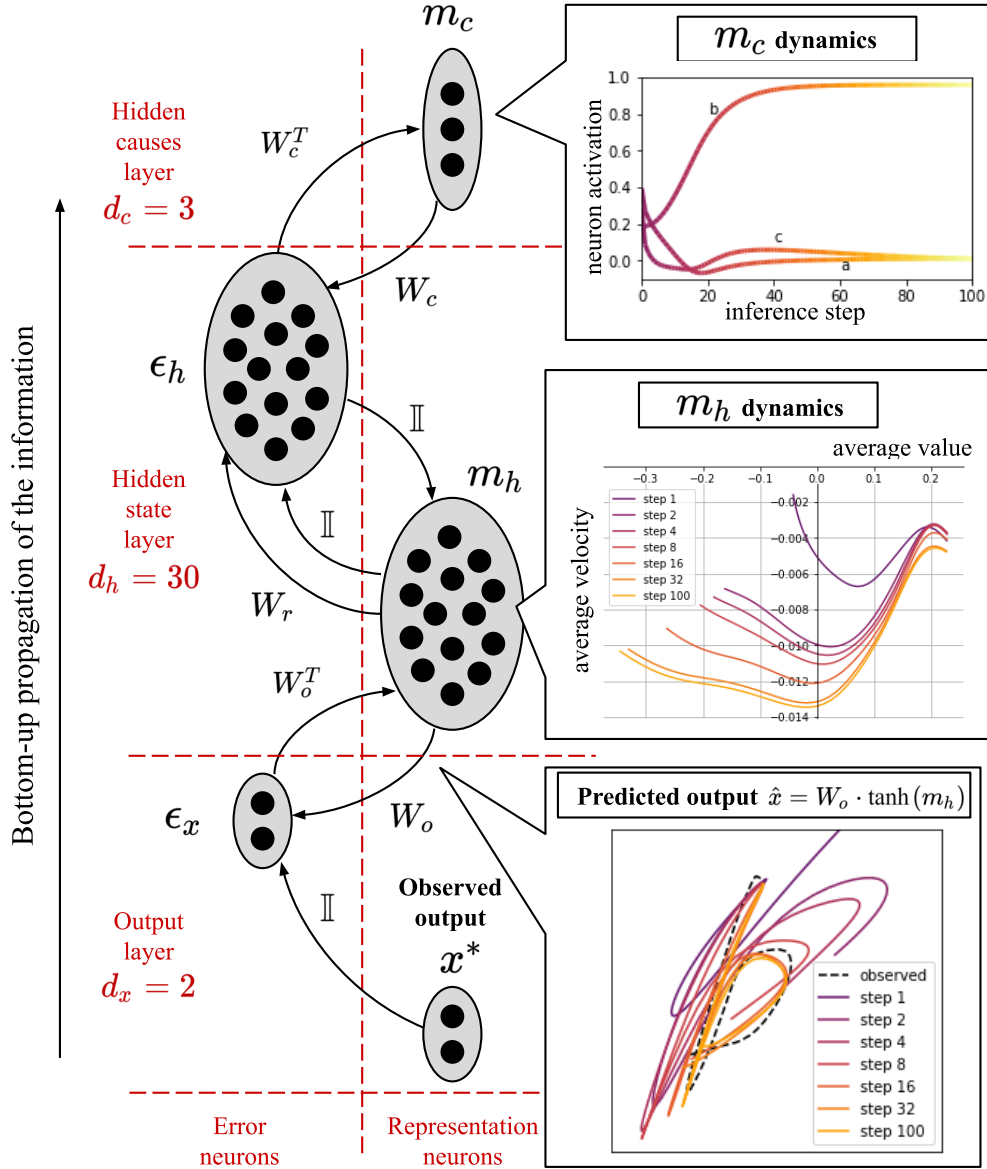 Bottom-up propagation of the information
Hidden
causes
layer
d_c = 3
Hidden
state
layer
d_h = 30
Output
layer
d_x = 2
Error
neurons
Representation
neurons
m_c
W_c^T
W_c
ϵ_h
𝕀
m_h
𝕀
W_r
W_o^T
ϵ_x
W_o
𝕀
Observed
output
x*
m_c dynamics
neuron activation
1.0
0.8
0.6
0.4
0.2
0.0
b
c
a
0 20 40 60 80 100
inference step
m_h dynamics
average value
average velocity
−0.3 −0.2 −0.1 0.0 0.1 0.2
−0.002
−0.004
−0.006
−0.008
−0.010
−0.012
−0.014
step 1
step 2
step 4
step 8
step 16
step 32
step 100
Predicted output x̂ = W_o · tanh(m_h)
observed
step 1
step 2
step 4
step 8
step 16
step 32
step 100